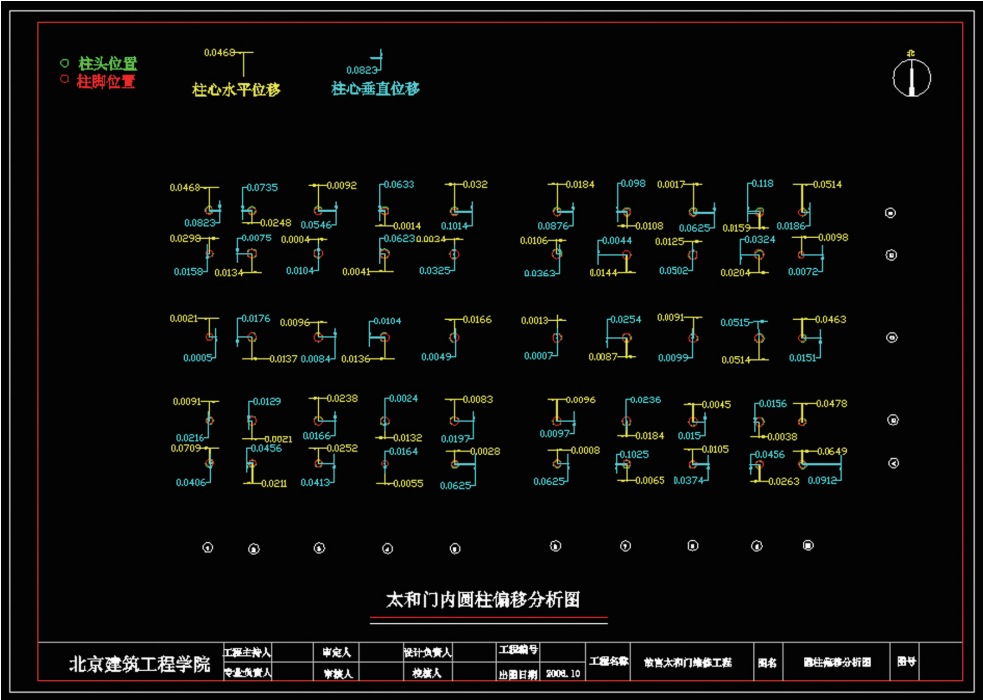 0.0468
柱头位置
柱脚位置
0.0823
柱心水平位移
柱心垂直位移
北
0.0468 0.0735 0.0092 0.0633 0.032 0.0184 0.098 0.0017 0.118 0.0514
0.0823 0.0248 0.0546 0.0014 0.1014 0.0876 0.0108 0.0625 0.0159 0.0186
0.0298 0.0075 0.0004 0.0623 0.0034 0.0106 0.0044 0.0125 0.0324 0.0098
0.0158 0.0134 0.0104 0.0041 0.0325 0.0363 0.0144 0.0502 0.0204 0.0072
0.0021 0.0176 0.0096 0.0104 0.0166 0.0013 0.0254 0.0091 0.0515 0.0463
0.0005 0.0137 0.0084 0.0136 0.0049 0.0007 0.0087 0.0099 0.0514 0.0151
0.0091 0.0129 0.0238 0.0024 0.0083 0.0096 0.0236 0.0045 0.0156 0.0478
0.0216 0.0021 0.0166 0.0132 0.0197 0.0097 0.0184 0.015 0.0038
0.0709 0.0456 0.0252 0.0164 0.0028 0.0008 0.1025 0.0105 0.0456 0.0649
0.0406 0.0211 0.0413 0.0055 0.0625 0.0625 0.0065 0.0374 0.0263 0.0912
太和门内圆柱偏移分析图
北京建筑工程学院
工程主持人 审定人 设计负责人 工程编号
专业负责人 审核人 校核人 出图日期 2006.10
工程名称 故宫太和门维修工程 图名 圆柱偏移分析图 图号